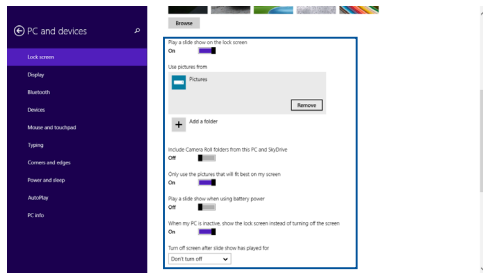 PC and devices
Lock screen
Display
Bluetooth
Devices
Mouse and touchpad
Typing
Corners and edges
Power and sleep
AutoPlay
PC info
Browse
Play a slide show on the lock screen
On
Use pictures from
Pictures
Remove
Add a folder
Include Camera Roll folders from this PC and SkyDrive
Off
Only use the pictures that will fit best on my screen
On
Play a slide show when using battery power
Off
When my PC is inactive, show the lock screen instead of turning off the screen
On
Turn off screen after slide show has played for
Don't turn off